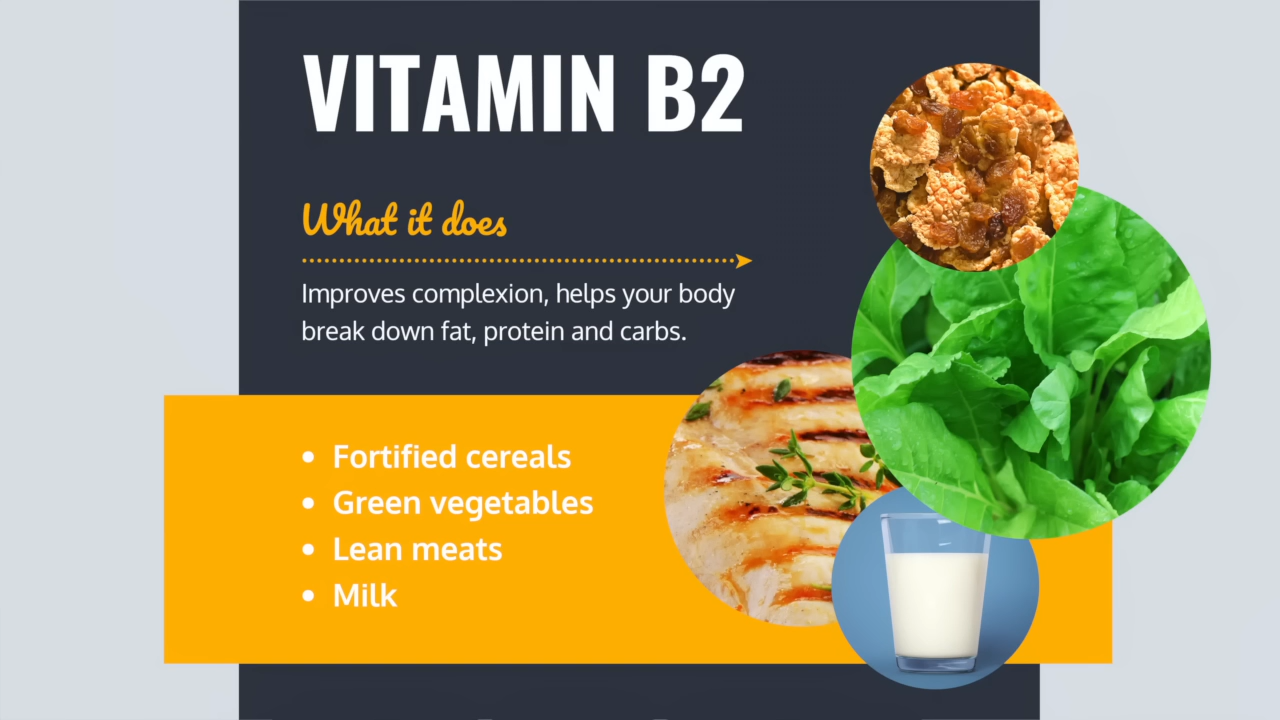 VITAMIN B2
What it does
Improves complexion, helps your body
break down fat, protein and carbs.
• Fortified cereals
• Green vegetables
• Lean meats
• Milk